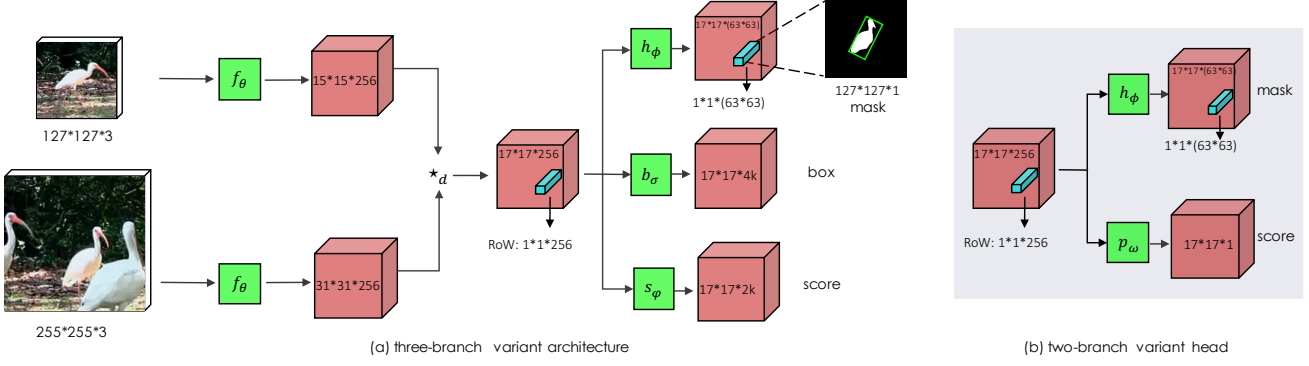 127*127*3
f_θ
15*15*256
255*255*3
f_θ
31*31*256
⋆_d
17*17*256
RoW: 1*1*256
h_ϕ
17*17*(63*63)
1*1*(63*63)
127*127*1
mask
b_σ
17*17*4k
box
s_φ
17*17*2k
score
(a) three-branch variant architecture
17*17*256
RoW: 1*1*256
h_ϕ
17*17*(63*63)
1*1*(63*63)
mask
p_ω
17*17*1
score
(b) two-branch variant head